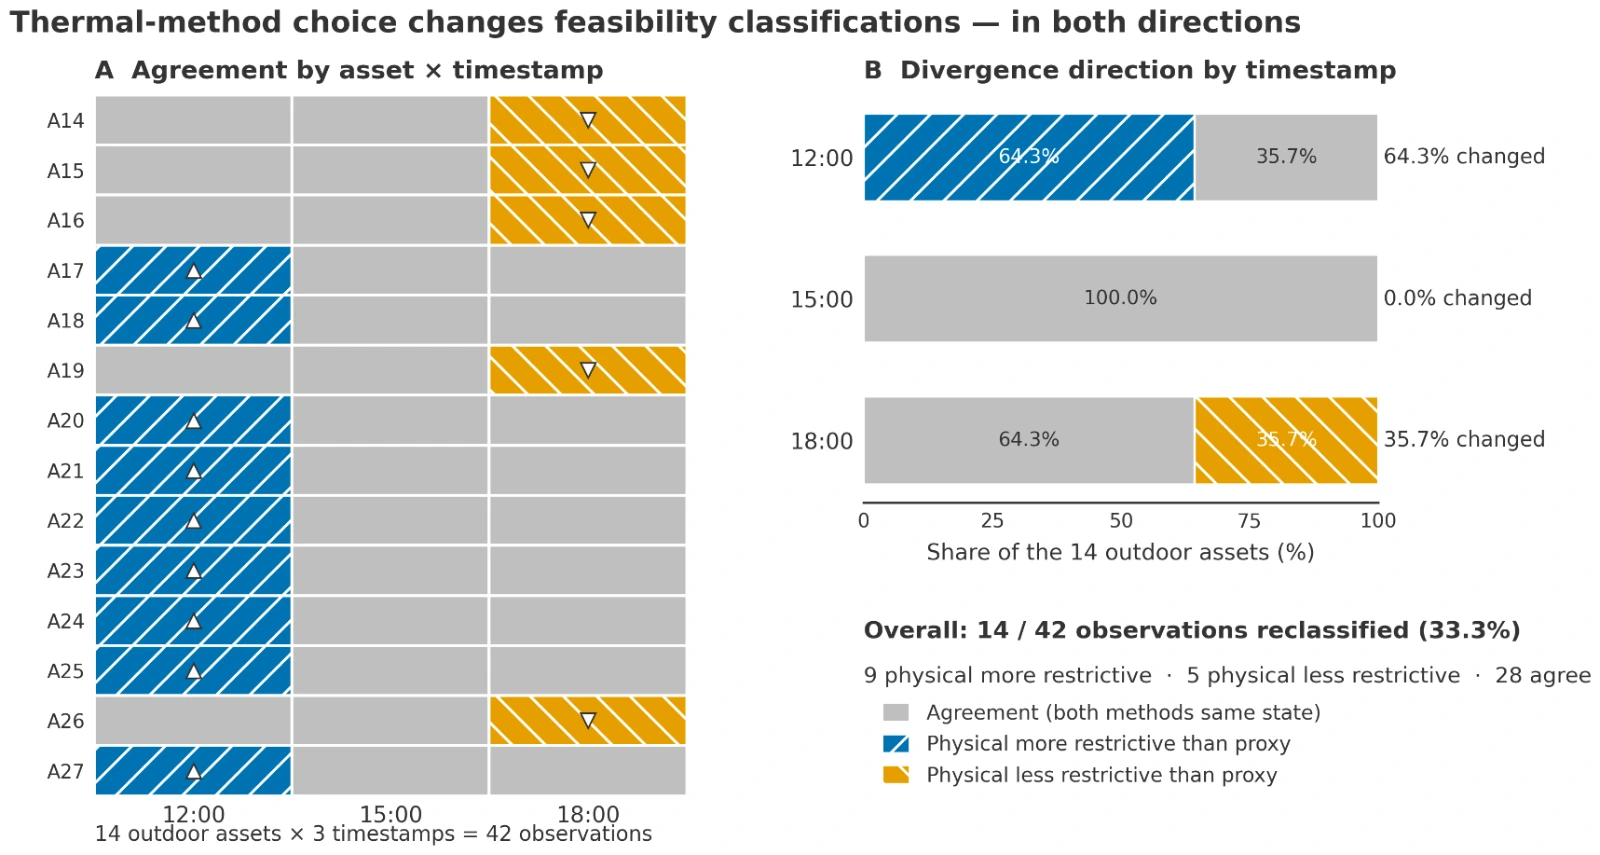 Thermal-method choice changes feasibility classifications — in both directions
A Agreement by asset × timestamp
A14
A15
A16
A17
A18
A19
A20
A21
A22
A23
A24
A25
A26
A27
12:00 15:00 18:00
14 outdoor assets × 3 timestamps = 42 observations
B Divergence direction by timestamp
12:00 64.3% 35.7% 64.3% changed
15:00 100.0% 0.0% changed
18:00 64.3% 35.7% 35.7% changed
0 25 50 75 100
Share of the 14 outdoor assets (%)
Overall: 14 / 42 observations reclassified (33.3%)
9 physical more restrictive · 5 physical less restrictive · 28 agree
Agreement (both methods same state)
Physical more restrictive than proxy
Physical less restrictive than proxy